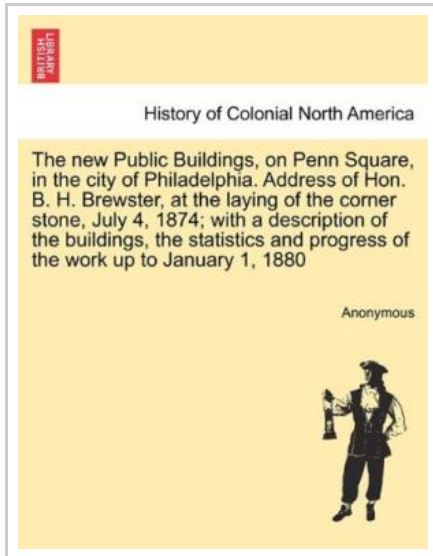 BRITISH
LIBRARY
History of Colonial North America
The new Public Buildings, on Penn Square,
in the city of Philadelphia. Address of Hon.
B. H. Brewster, at the laying of the corner
stone, July 4, 1874; with a description of
the buildings, the statistics and progress of
the work up to January 1, 1880
Anonymous